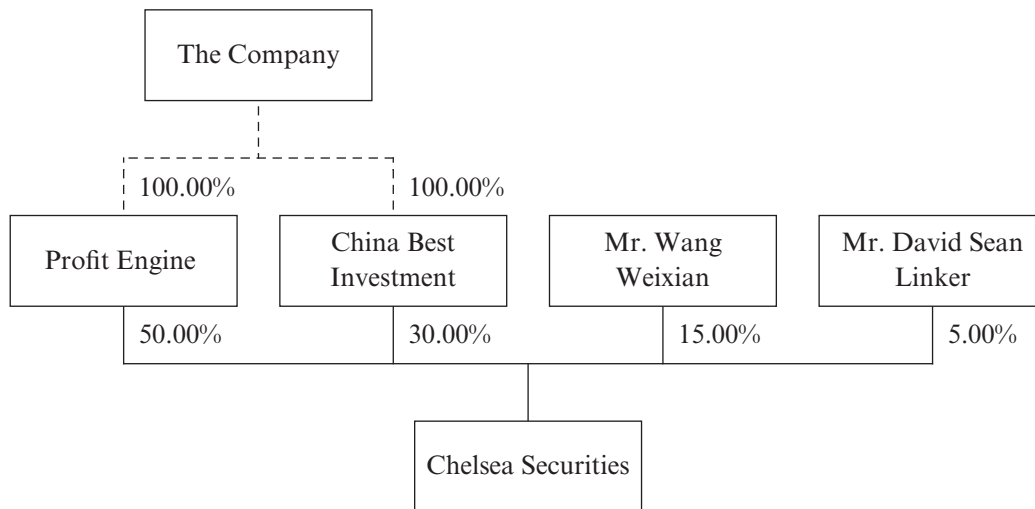 The Company
100.00%
100.00%
Profit Engine
China Best
Investment
Mr. Wang
Weixian
Mr. David Sean
Linker
50.00%
30.00%
15.00%
5.00%
Chelsea Securities